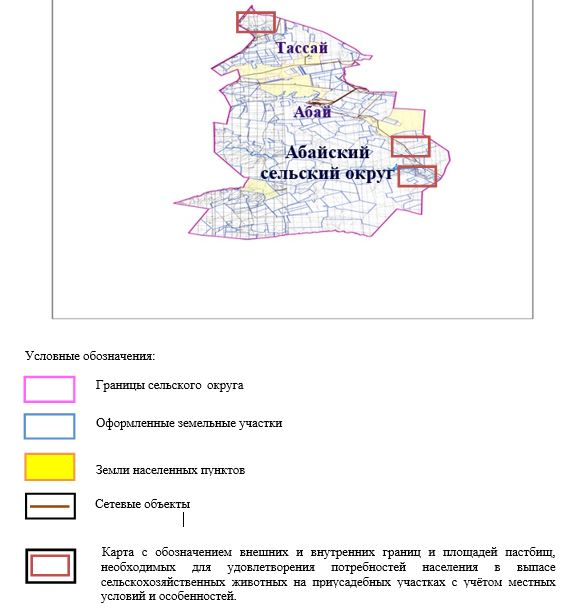 Тассай
Абай
Абайский
сельский округ
Условные обозначения:
Границы сельского округа
Оформленные земельные участки
Земли населенных пунктов
Сетевые объекты
Карта с обозначением внешних и внутренних границ и площадей пастбищ,
необходимых для удовлетворения потребностей населения в выпасе
сельскохозяйственных животных на приусадебных участках с учётом местных
условий и особенностей.